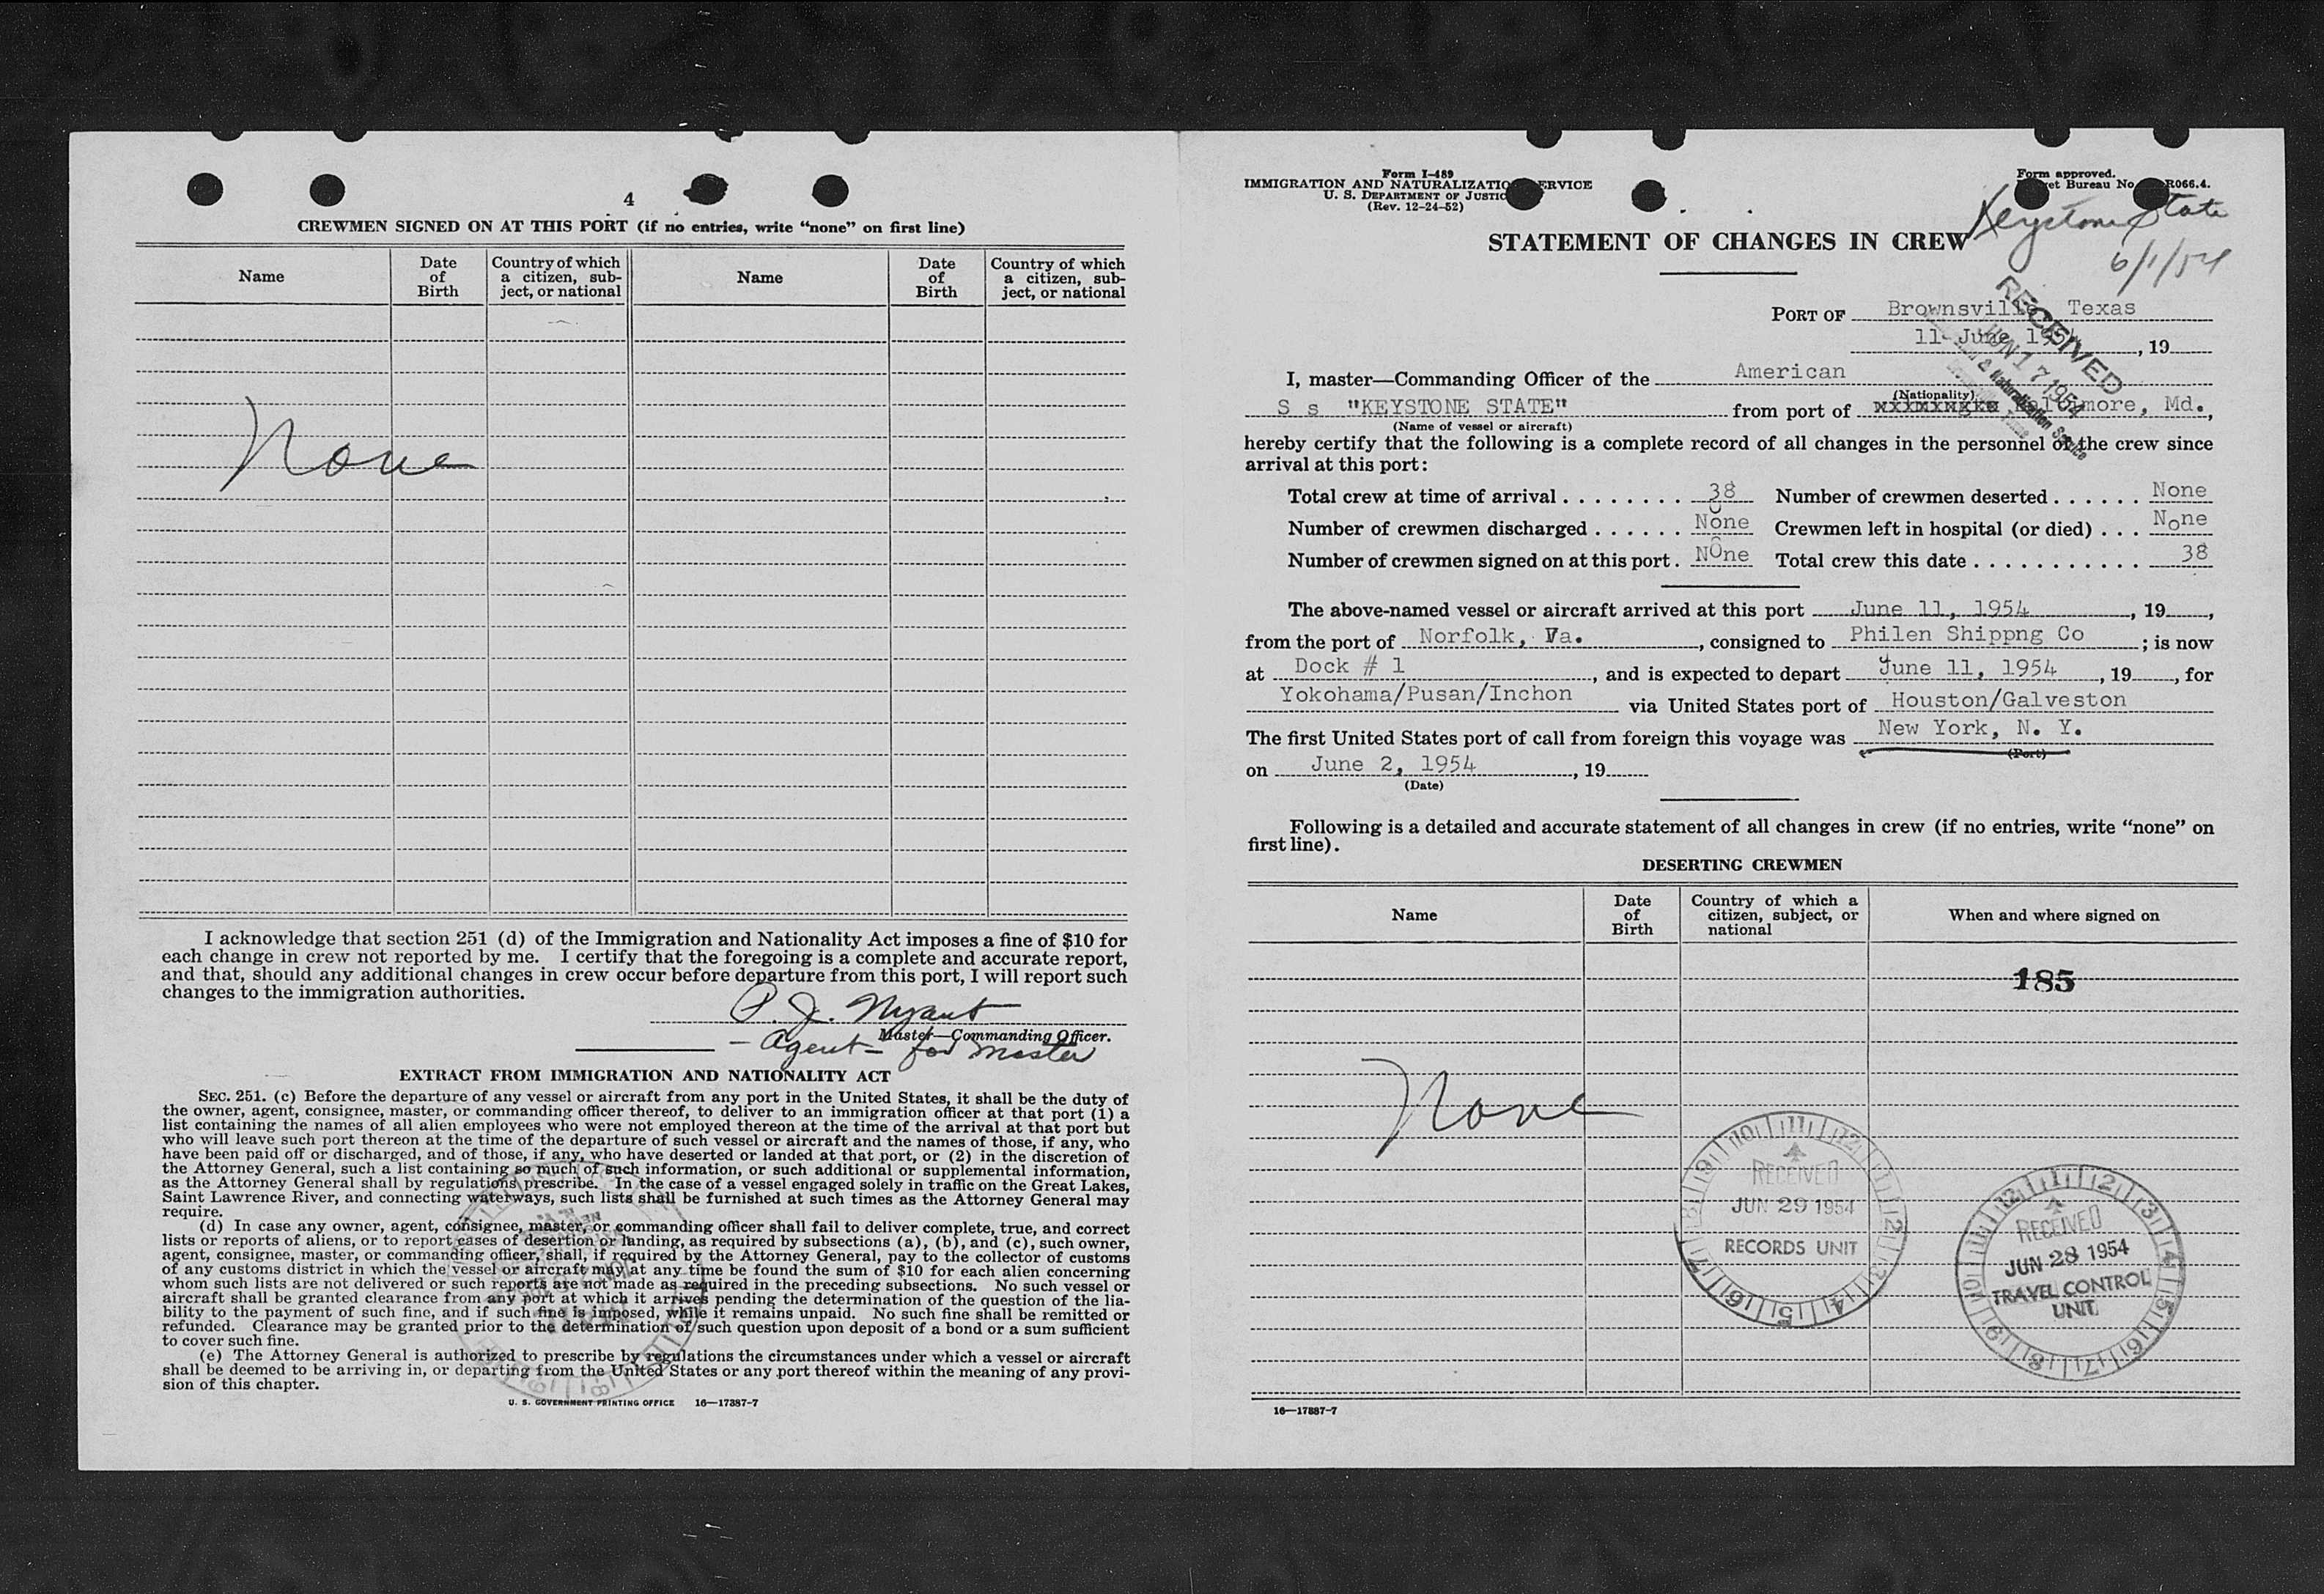 4
CREWMEN SIGNED ON AT THIS PORT (if no entries, write “none” on first line)
Name
Date of Birth
Country of which a citizen, subject, or national
Name
Date of Birth
Country of which a citizen, subject, or national
None
I acknowledge that section 251 (d) of the Immigration and Nationality Act imposes a fine of $10 for
each change in crew not reported by me. I certify that the foregoing is a complete and accurate report,
and that, should any additional changes in crew occur before departure from this port, I will report such
changes to the immigration authorities.
P. J.
Master—Commanding Officer.
— Agent — for Master
EXTRACT FROM IMMIGRATION AND NATIONALITY ACT
SEC. 251. (c) Before the departure of any vessel or aircraft from any port in the United States, it shall be the duty of
the owner, agent, consignee, master, or commanding officer thereof, to deliver to an immigration officer at that port (1) a
list containing the names of all alien employees who were not employed thereon at the time of the arrival at that port but
who will leave such port thereon at the time of the departure of such vessel or aircraft and the names of those, if any, who
have been paid off or discharged, and of those, if any, who have deserted or landed at that port, or (2) in the discretion of
the Attorney General, such a list containing so much of such information, or such additional or supplemental information,
as the Attorney General shall by regulations prescribe. In the case of a vessel engaged solely in traffic on the Great Lakes,
Saint Lawrence River, and connecting waterways, such lists shall be furnished at such times as the Attorney General may
require.
(d) In case any owner, agent, consignee, master, or commanding officer shall fail to deliver complete, true, and correct
lists or reports of aliens, or to report cases of desertion or landing, as required by subsections (a), (b), and (c), such owner,
agent, consignee, master, or commanding officer, shall, if required by the Attorney General, pay to the collector of customs
of any customs district in which the vessel or aircraft may at any time be found the sum of $10 for each alien concerning
whom such lists are not delivered or such reports are not made as required in the preceding subsections. No such vessel or
aircraft shall be granted clearance from any port at which it arrives pending the determination of the question of the lia-
bility to the payment of such fine, and if such fine is imposed, while it remains unpaid. No such fine shall be remitted or
refunded. Clearance may be granted prior to the determination of such question upon deposit of a bond or a sum sufficient
to cover such fine.
(e) The Attorney General is authorized to prescribe by regulations the circumstances under which a vessel or aircraft
shall be deemed to be arriving in, or departing from the United States or any port thereof within the meaning of any provi-
sion of this chapter.
U. S. GOVERNMENT PRINTING OFFICE 16—17387-7
Form I-489
IMMIGRATION AND NATURALIZATION SERVICE
U. S. DEPARTMENT OF JUSTICE
(Rev. 12-24-52)
Form approved.
Bureau No. R066.4.
Keystone State
6/1/54
STATEMENT OF CHANGES IN CREW
RECEIVED
JUN 17 1954
& Naturalization Service
PORT OF Brownsville, Texas
11 June 1954, 19
I, master—Commanding Officer of the American
(Nationality)
S s "KEYSTONE STATE" from port of Baltimore, Md.,
(Name of vessel or aircraft)
hereby certify that the following is a complete record of all changes in the personnel of the crew since
arrival at this port:
Total crew at time of arrival . . . . . . . . 38 Number of crewmen deserted . . . . . . None
Number of crewmen discharged . . . . . . None Crewmen left in hospital (or died) . . . None
Number of crewmen signed on at this port . NOne Total crew this date . . . . . . . . . . . 38
The above-named vessel or aircraft arrived at this port June 11, 1954, 19,
from the port of Norfolk, Va., consigned to Philen Shippng Co; is now
at Dock # 1, and is expected to depart June 11, 1954, 19, for
Yokohama/Pusan/Inchon via United States port of Houston/Galveston
The first United States port of call from foreign this voyage was New York, N. Y.
(Port)
on June 2, 1954, 19
(Date)
Following is a detailed and accurate statement of all changes in crew (if no entries, write “none” on
first line).
DESERTING CREWMEN
Name
Date of Birth
Country of which a citizen, subject, or national
When and where signed on
185
None
RECEIVED
JUN 29 1954
RECORDS UNIT
RECEIVED
JUN 28 1954
TRAVEL CONTROL
UNIT
16—17387-7